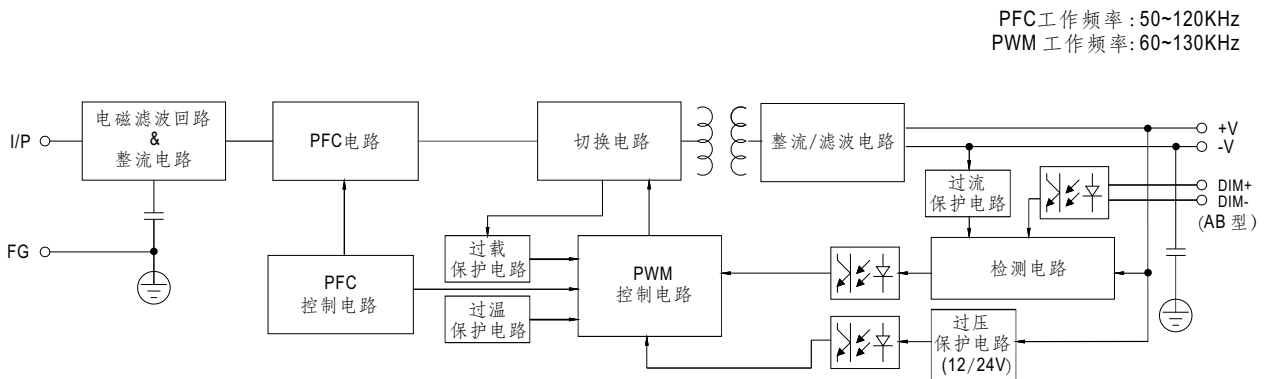 PFC工作频率:50~120KHz
PWM 工作频率:60~130KHz
I/P
电磁滤波回路
&
整流电路
PFC电路
切换电路
整流/滤波电路
+V
-V
过流
保护电路
DIM+
DIM-
(AB 型)
FG
PFC
控制电路
过载
保护电路
过温
保护电路
PWM
控制电路
检测电路
过压
保护电路
(12/24V)